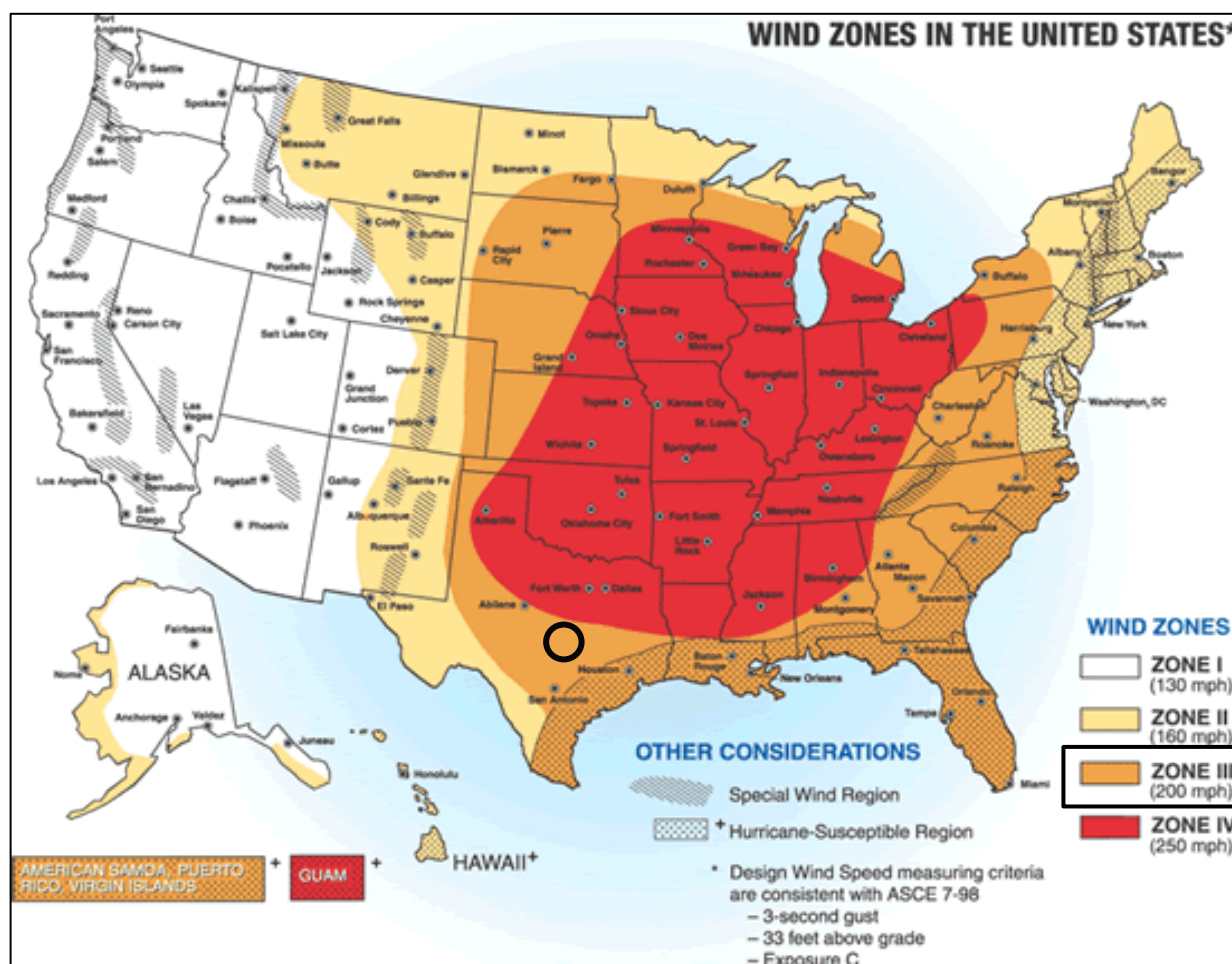 WIND ZONES IN THE UNITED STATES*
Port
Angeles
Seattle
Olympia
Spokane
Kalispell
Great Falls
Portland
Salem
Missoula
Butte
Glendive
Billings
Minot
Bismarck
Fargo
Duluth
Medford
Challis
Boise
Cody
Buffalo
Pierre
Rapid
City
Minneapolis
Green Bay
Rochester
Milwaukee
Bangor
Montpelier
Albany
Boston
Buffalo
Redding
Pocatello
Jackson
Casper
Rock Springs
Sioux City
Detroit
Sacramento
Reno
Carson City
Salt Lake City
Cheyenne
Omaha
Des
Moines
Chicago
Cleveland
Harrisburg
New York
San
Francisco
Grand
Junction
Denver
Grand
Island
Springfield
Indianapolis
Cincinnati
Washington, DC
Bakersfield
Las
Vegas
Cortez
Pueblo
Topeka
Kansas City
St. Louis
Charleston
Lexington
Roanoke
Wichita
Springfield
Owensboro
Los Angeles
San
Bernadino
Flagstaff
Gallup
Sante Fe
Tulsa
Nashville
Raleigh
San
Diego
Phoenix
Albuquerque
Amarillo
Oklahoma City
Fort Smith
Memphis
Columbia
Roswell
Little
Rock
Atlanta
Birmingham
Macon
El Paso
Abilene
Fort Worth
Dallas
Jackson
Montgomery
Savannah
Houston
Baton
Rouge
Tallahassee
San Antonio
New Orleans
Orlando
Tampa
Miami
Fairbanks
Nome
ALASKA
Anchorage
Valdez
Juneau
Honolulu
HAWAII+
AMERICAN SAMOA, PUERTO
RICO, VIRGIN ISLANDS
+
GUAM
+
WIND ZONES
ZONE I
(130 mph)
ZONE II
(160 mph)
ZONE III
(200 mph)
ZONE IV
(250 mph)
OTHER CONSIDERATIONS
Special Wind Region
+ Hurricane-Susceptible Region
* Design Wind Speed measuring criteria
are consistent with ASCE 7-98
– 3-second gust
– 33 feet above grade
– Exposure C